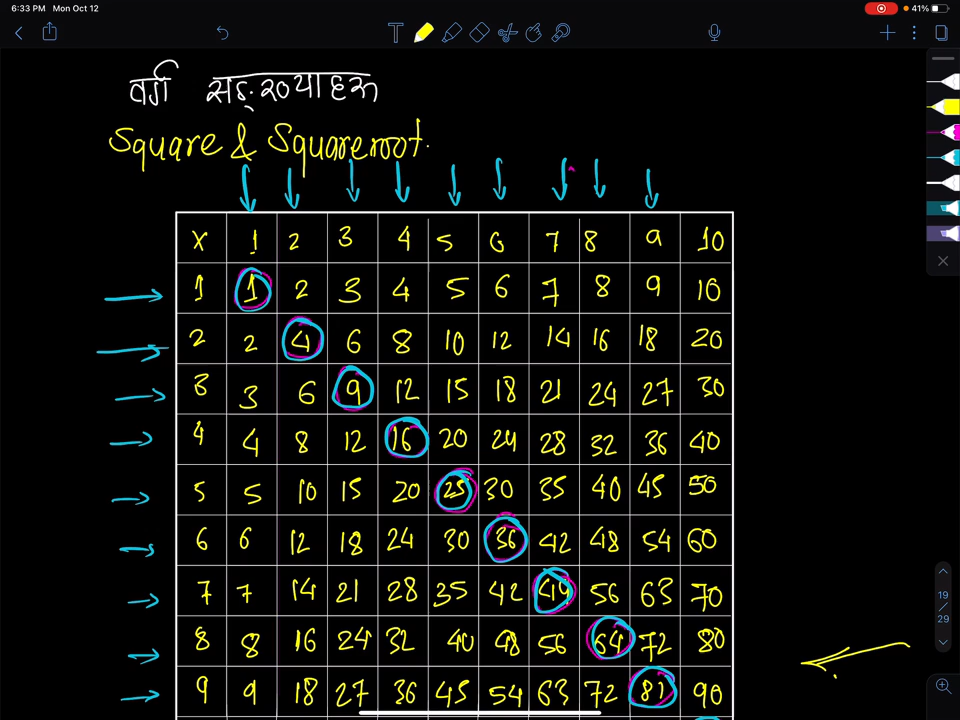 6:33 PM Mon Oct 12
41%
वर्ग सङ्ख्याहरू
Square & Squareroot.
X 1 2 3 4 5 6 7 8 9 10
1 1 2 3 4 5 6 7 8 9 10
2 2 4 6 8 10 12 14 16 18 20
3 3 6 9 12 15 18 21 24 27 30
4 4 8 12 16 20 24 28 32 36 40
5 5 10 15 20 25 30 35 40 45 50
6 6 12 18 24 30 36 42 48 54 60
7 7 14 21 28 35 42 49 56 63 70
8 8 16 24 32 40 48 56 64 72 80
9 9 18 27 36 45 54 63 72 81 90
19
/
29